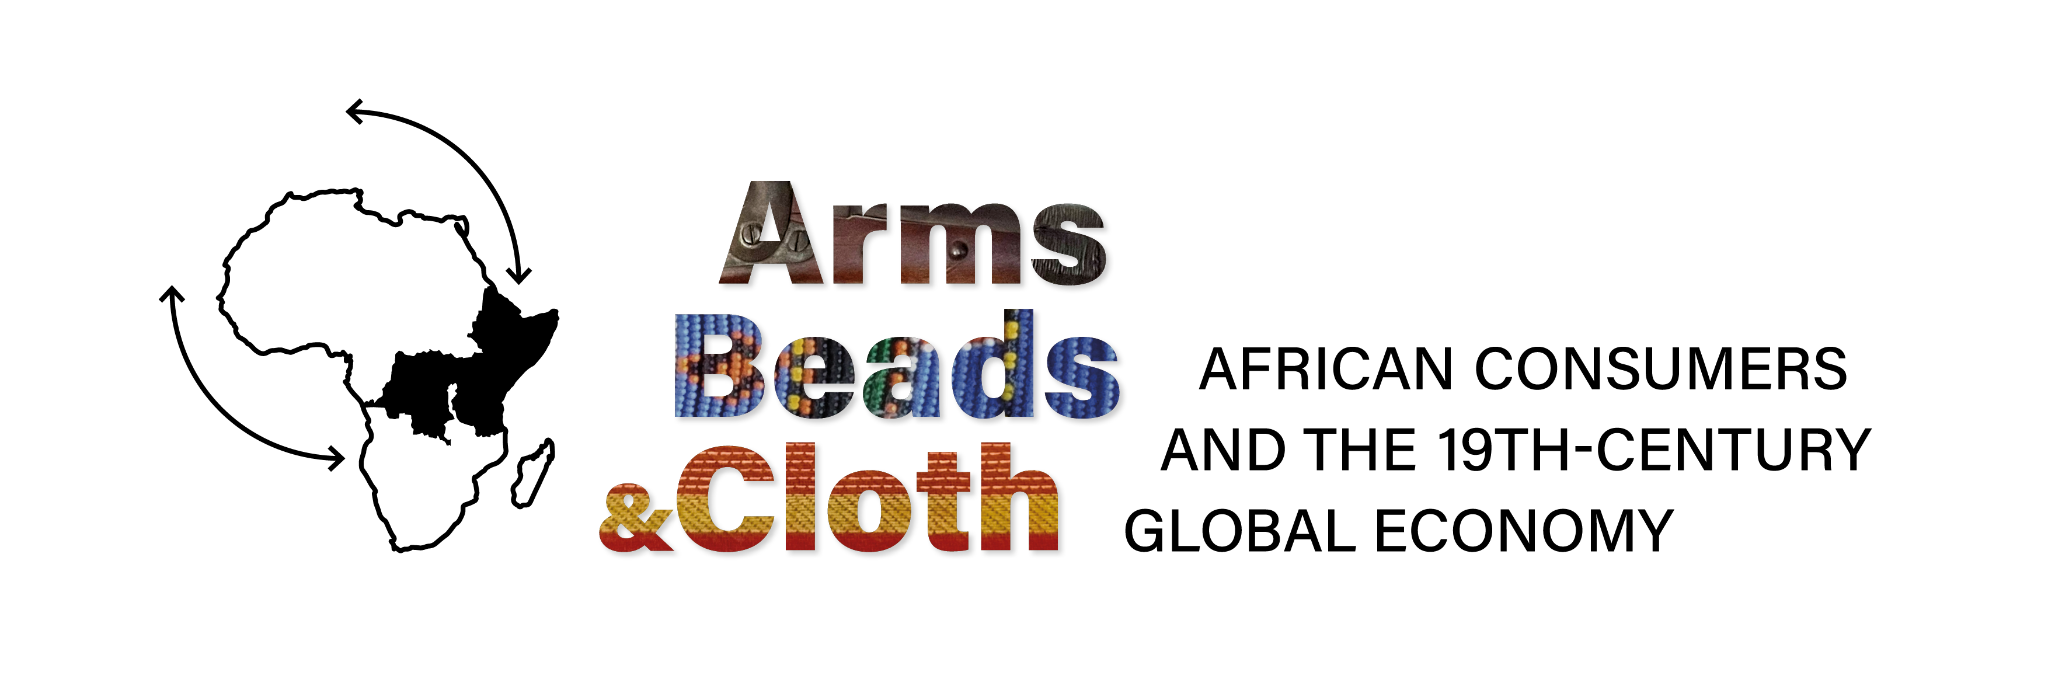 Arms
Beads
&Cloth
AFRICAN CONSUMERS
AND THE 19TH-CENTURY
GLOBAL ECONOMY